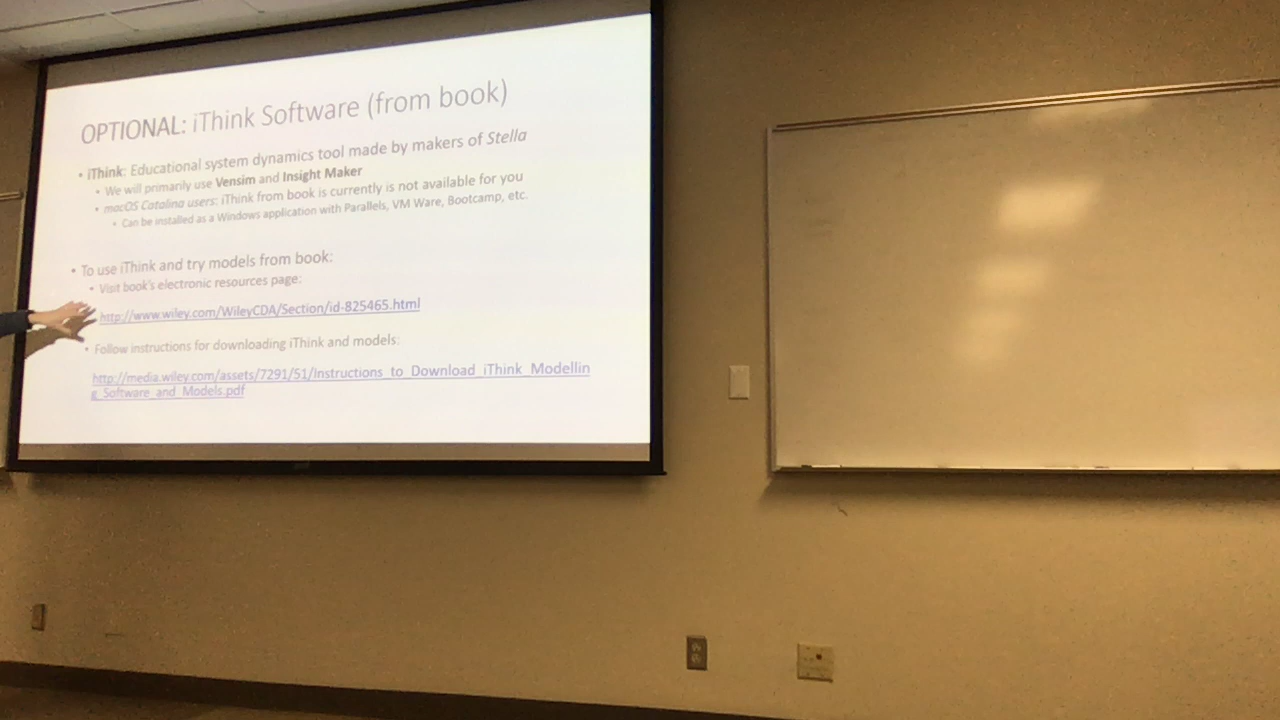 OPTIONAL: iThink Software (from book)
• iThink: Educational system dynamics tool made by makers of Stella
• We will primarily use Vensim and Insight Maker
• macOS Catalina users: iThink from book is currently is not available for you
• Can be installed as a Windows application with Parallels, VM Ware, Bootcamp, etc.
• To use iThink and try models from book:
• Visit book's electronic resources page:
http://www.wiley.com/WileyCDA/Section/id-825465.html
• Follow instructions for downloading iThink and models:
http://media.wiley.com/assets/7291/51/Instructions_to_Download_iThink_Modellin
g_Software_and_Models.pdf